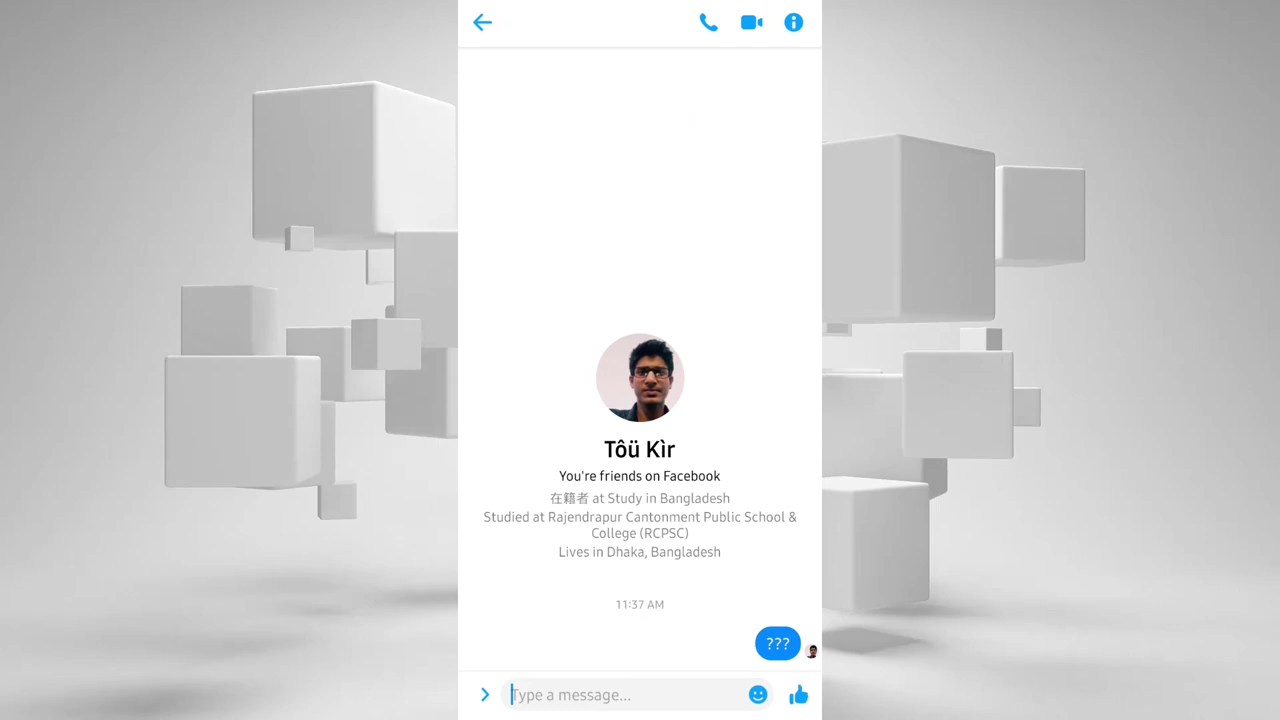 Tôü Kìr
You're friends on Facebook
在籍者 at Study in Bangladesh
Studied at Rajendrapur Cantonment Public School &
College (RCPSC)
Lives in Dhaka, Bangladesh
11:37 AM
???
Type a message...